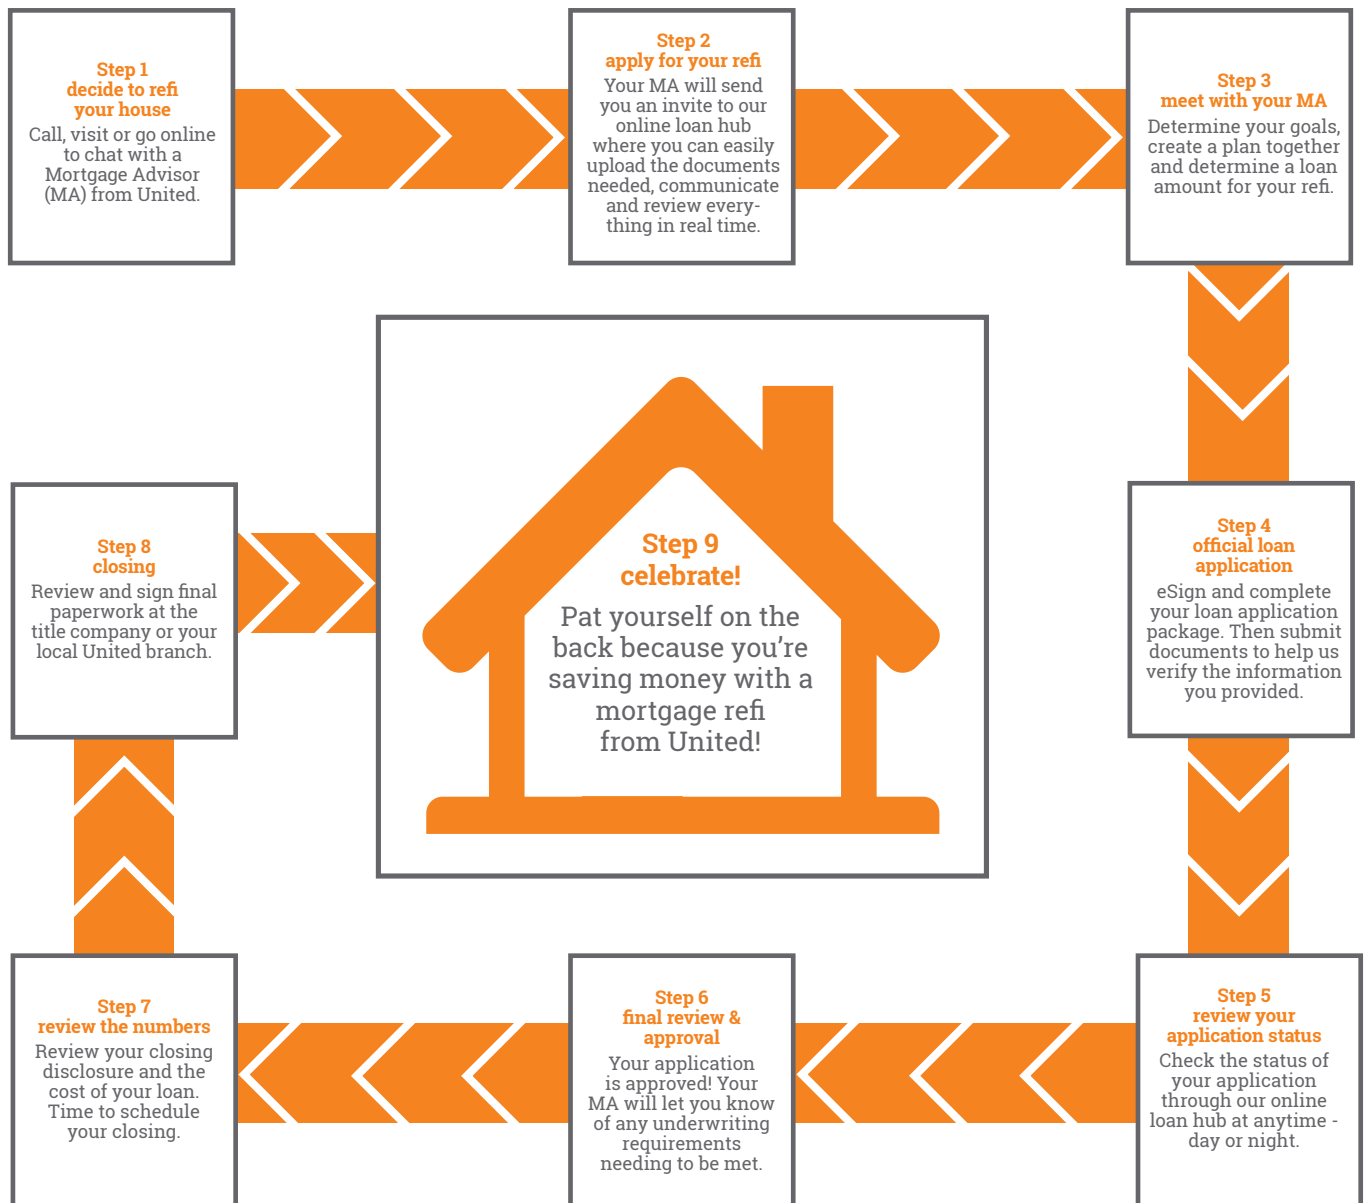 Step 1
decide to refi
your house
Call, visit or go online
to chat with a
Mortgage Advisor
(MA) from United.
Step 2
apply for your refi
Your MA will send
you an invite to our
online loan hub
where you can easily
upload the documents
needed, communicate
and review every-
thing in real time.
Step 3
meet with your MA
Determine your goals,
create a plan together
and determine a loan
amount for your refi.
Step 4
official loan
application
eSign and complete
your loan application
package. Then submit
documents to help us
verify the information
you provided.
Step 5
review your
application status
Check the status of
your application
through our online
loan hub at anytime -
day or night.
Step 6
final review &
approval
Your application
is approved! Your
MA will let you know
of any underwriting
requirements
needing to be met.
Step 7
review the numbers
Review your closing
disclosure and the
cost of your loan.
Time to schedule
your closing.
Step 8
closing
Review and sign final
paperwork at the
title company or your
local United branch.
Step 9
celebrate!
Pat yourself on the
back because you’re
saving money with a
mortgage refi
from United!